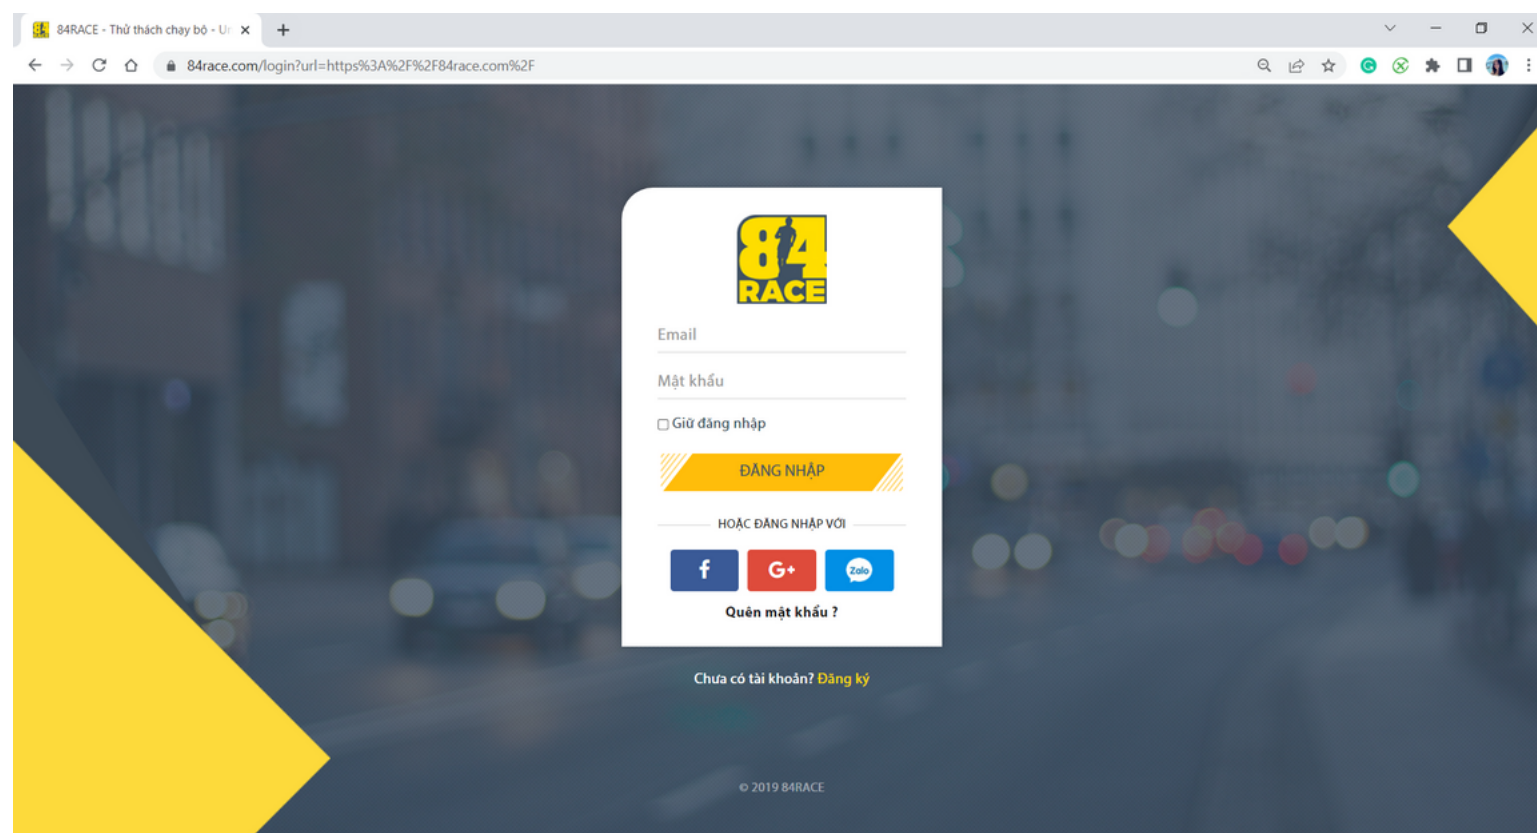 84RACE - Thử thách chạy bộ - Ur
84race.com/login?url=https%3A%2F%2F84race.com%2F
84
RACE
Email
Mật khẩu
Giữ đăng nhập
ĐĂNG NHẬP
HOẶC ĐĂNG NHẬP VỚI
f G+ Zalo
Quên mật khẩu ?
Chưa có tài khoản? Đăng ký
© 2019 84RACE